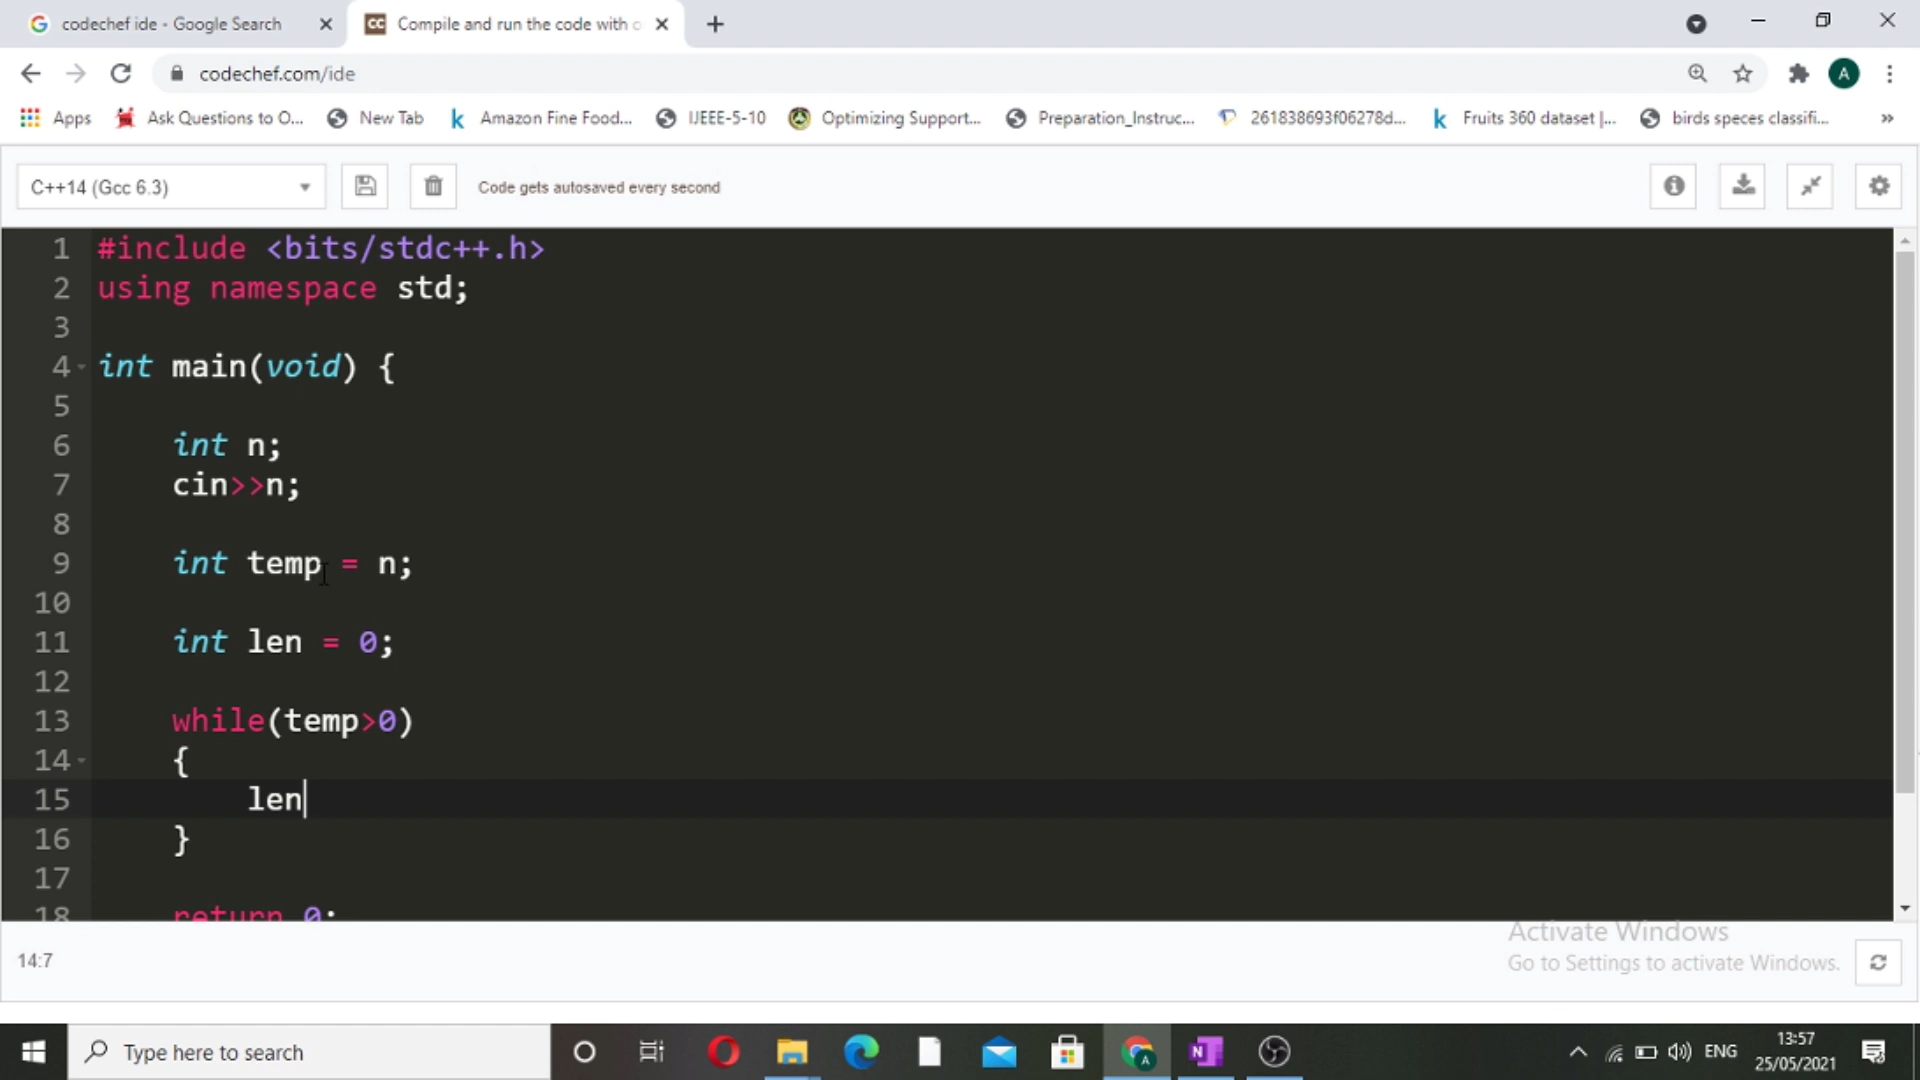 codechef ide - Google Search
Compile and run the code with o
codechef.com/ide
A
Apps
Ask Questions to O...
New Tab
Amazon Fine Food...
IJEEE-5-10
Optimizing Support...
Preparation_Instruc...
261838693f06278d...
Fruits 360 dataset |...
birds speces classifi...
»
C++14 (Gcc 6.3)
Code gets autosaved every second
1 #include <bits/stdc++.h>
2 using namespace std;
3
4 int main(void) {
5
6 int n;
7 cin>>n;
8
9 int temp = n;
10
11 int len = 0;
12
13 while(temp>0)
14 {
15 len
16 }
17
18 return 0;
Activate Windows
Go to Settings to activate Windows.
14:7
Type here to search
ENG
13:57
25/05/2021